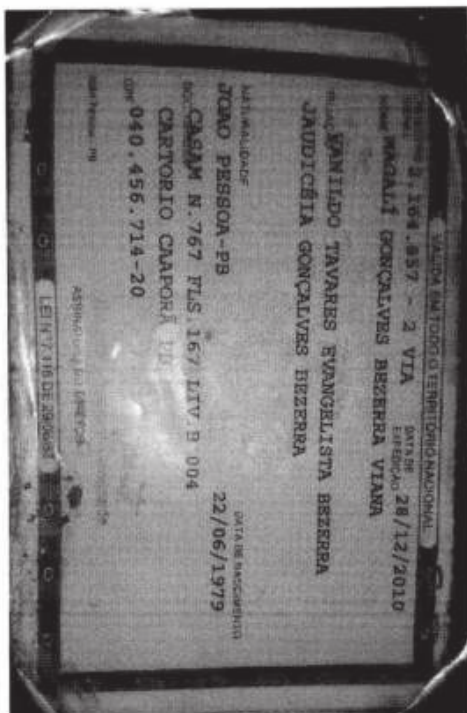 VÁLIDA EM TODO O TERRITÓRIO NACIONAL
2.164.857 - 2 VIA DATA DE EXPEDIÇÃO 28/12/2010
MAGALI GONÇALVES BEZERRA VIANA
VANILDO TAVARES EVANGELISTA BEZERRA
JAUDICÉIA GONÇALVES BEZERRA
NATURALIDADE DATA DE NASCIMENTO
JOAO PESSOA-PB 22/06/1979
CASAM N.767 FLS.167 LIV.B 004
CARTORIO CAAPORÃ
CPF 040.456.714-20
ASSINATURA DO DIRETOR
LEI Nº 7.116 DE 29/08/83